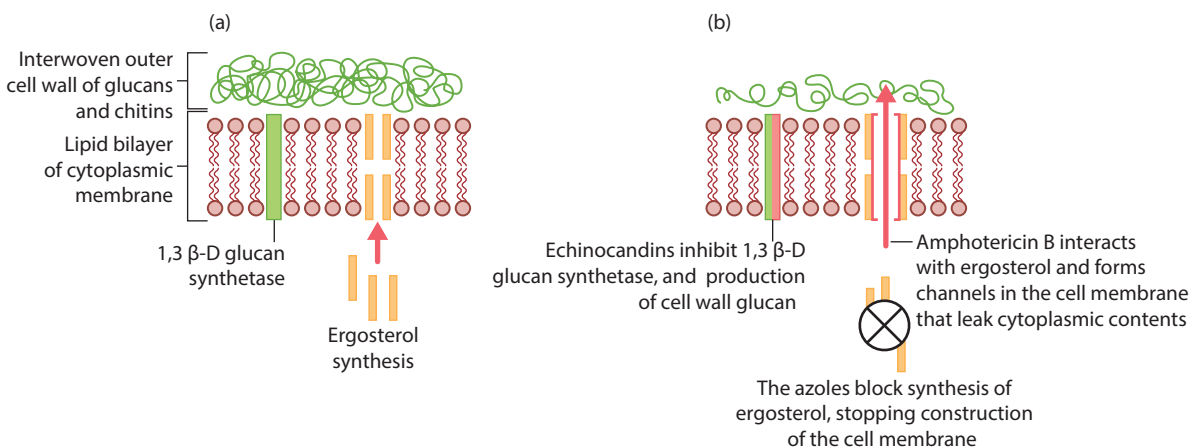 (a)
Interwoven outer
cell wall of glucans
and chitins
Lipid bilayer
of cytoplasmic
membrane
1,3 β-D glucan
synthetase
Ergosterol
synthesis
(b)
Echinocandins inhibit 1,3 β-D
glucan synthetase, and production
of cell wall glucan
Amphotericin B interacts
with ergosterol and forms
channels in the cell membrane
that leak cytoplasmic contents
The azoles block synthesis of
ergosterol, stopping construction
of the cell membrane